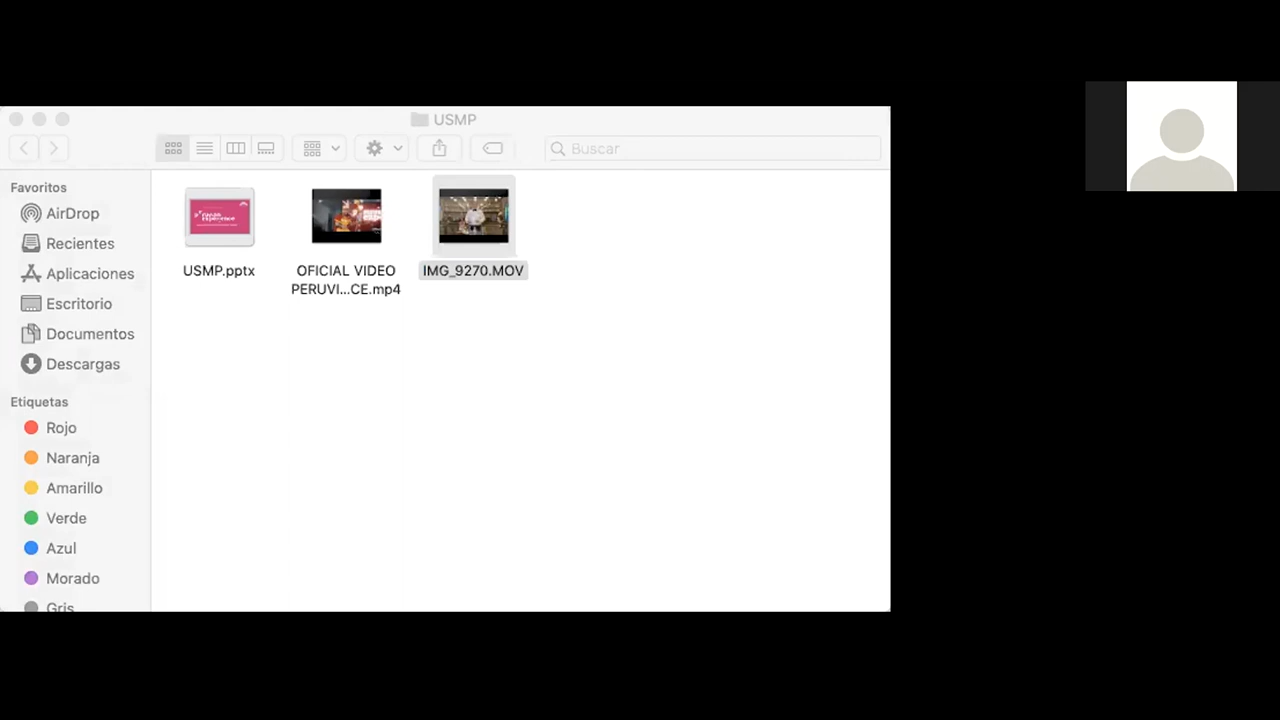 USMP
Buscar
Favoritos
AirDrop
Recientes
Aplicaciones
Escritorio
Documentos
Descargas
Etiquetas
Rojo
Naranja
Amarillo
Verde
Azul
Morado
Gris
USMP.pptx
OFICIAL VIDEO
PERUVI...CE.mp4
IMG_9270.MOV